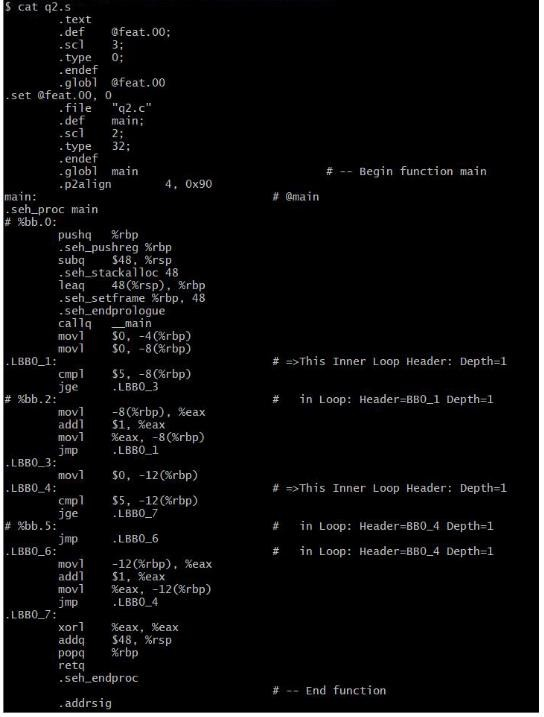 $ cat q2.s
.text
.def @feat.00;
.scl 3;
.type 0;
.endef
.globl @feat.00
.set @feat.00, 0
.file "q2.c"
.def main;
.scl 2;
.type 32;
.endef
.globl main # -- Begin function main
.p2align 4, 0x90
main: # @main
.seh_proc main
# %bb.0:
pushq %rbp
.seh_pushreg %rbp
subq $48, %rsp
.seh_stackalloc 48
leaq 48(%rsp), %rbp
.seh_setframe %rbp, 48
.seh_endprologue
callq __main
movl $0, -4(%rbp)
movl $0, -8(%rbp)
.LBB0_1: # =>This Inner Loop Header: Depth=1
cmpl $5, -8(%rbp)
jge .LBB0_3
# %bb.2: # in Loop: Header=BB0_1 Depth=1
movl -8(%rbp), %eax
addl $1, %eax
movl %eax, -8(%rbp)
jmp .LBB0_1
.LBB0_3:
movl $0, -12(%rbp)
.LBB0_4: # =>This Inner Loop Header: Depth=1
cmpl $5, -12(%rbp)
jge .LBB0_7
# %bb.5: # in Loop: Header=BB0_4 Depth=1
jmp .LBB0_6
.LBB0_6: # in Loop: Header=BB0_4 Depth=1
movl -12(%rbp), %eax
addl $1, %eax
movl %eax, -12(%rbp)
jmp .LBB0_4
.LBB0_7:
xorl %eax, %eax
addq $48, %rsp
popq %rbp
retq
.seh_endproc
# -- End function
.addrsig